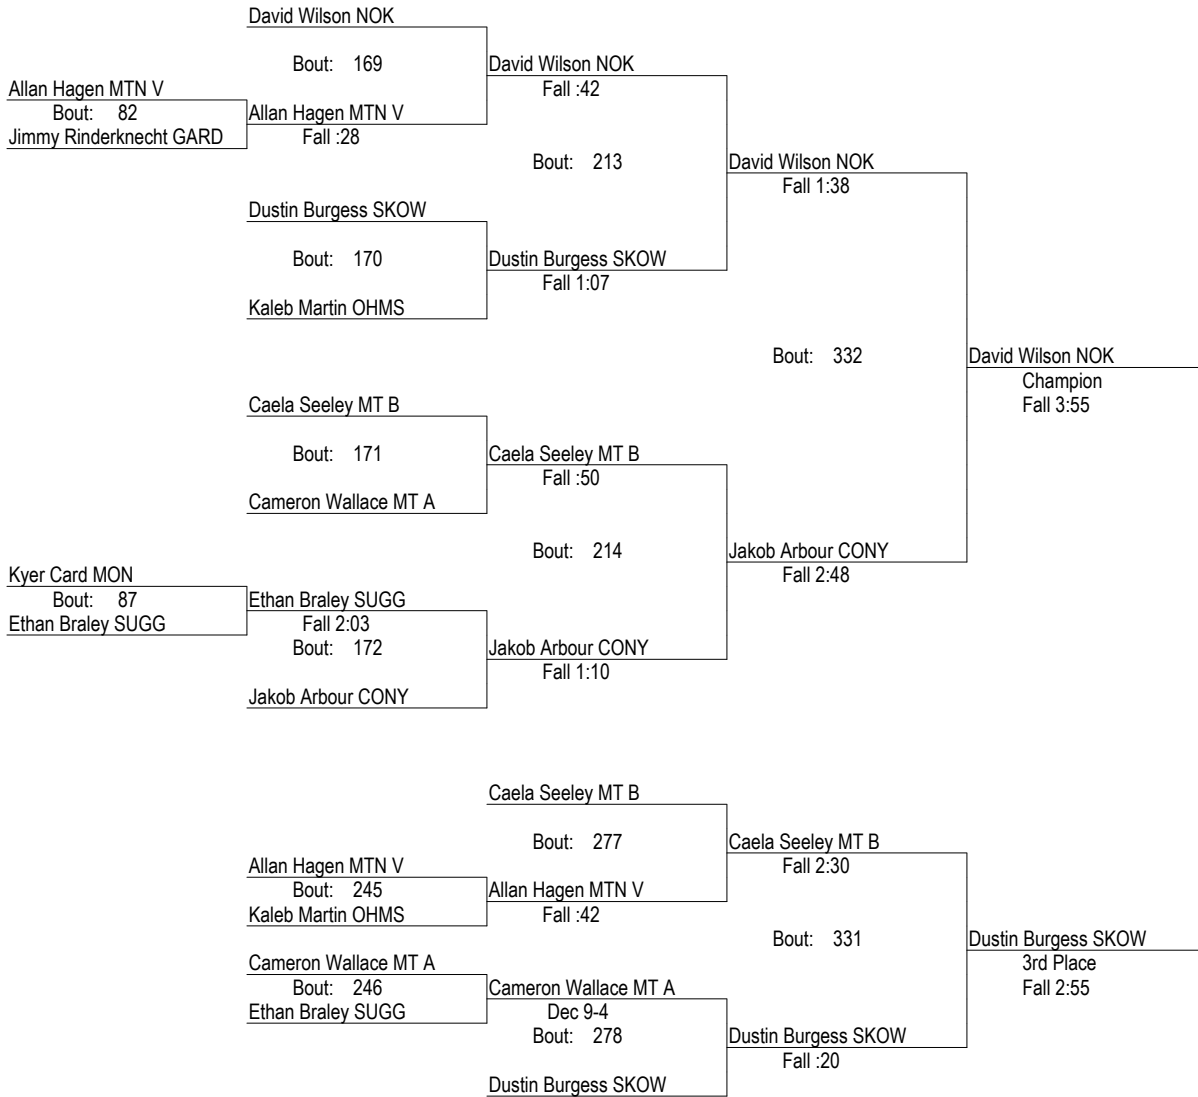 David Wilson NOK
Bout: 169
David Wilson NOK
Fall :42
Allan Hagen MTN V
Bout: 82
Jimmy Rinderknecht GARD
Allan Hagen MTN V
Fall :28
Bout: 213
David Wilson NOK
Fall 1:38
Dustin Burgess SKOW
Bout: 170
Dustin Burgess SKOW
Fall 1:07
Kaleb Martin OHMS
Bout: 332
David Wilson NOK
Champion
Fall 3:55
Caela Seeley MT B
Bout: 171
Caela Seeley MT B
Fall :50
Cameron Wallace MT A
Bout: 214
Jakob Arbour CONY
Fall 2:48
Kyer Card MON
Bout: 87
Ethan Braley SUGG
Ethan Braley SUGG
Fall 2:03
Bout: 172
Jakob Arbour CONY
Fall 1:10
Jakob Arbour CONY
Caela Seeley MT B
Bout: 277
Caela Seeley MT B
Fall 2:30
Allan Hagen MTN V
Bout: 245
Kaleb Martin OHMS
Allan Hagen MTN V
Fall :42
Bout: 331
Dustin Burgess SKOW
3rd Place
Fall 2:55
Cameron Wallace MT A
Bout: 246
Ethan Braley SUGG
Cameron Wallace MT A
Dec 9-4
Bout: 278
Dustin Burgess SKOW
Fall :20
Dustin Burgess SKOW